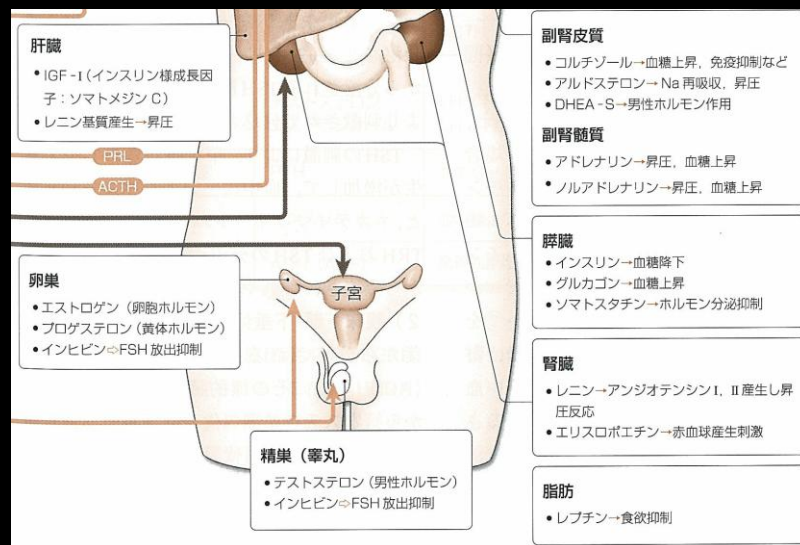 肝臓
• IGF-I(インスリン様成長因
子:ソマトメジン C)
• レニン基質産生→昇圧
PRL
ACTH
卵巣
• エストロゲン(卵胞ホルモン)
• プロゲステロン(黄体ホルモン)
• インヒビン⇨FSH 放出抑制
子宮
精巣(睾丸)
• テストステロン(男性ホルモン)
• インヒビン⇨FSH 放出抑制
副腎皮質
• コルチゾール→血糖上昇,免疫抑制など
• アルドステロン→Na 再吸収,昇圧
• DHEA-S→男性ホルモン作用
副腎髄質
• アドレナリン→昇圧,血糖上昇
• ノルアドレナリン→昇圧,血糖上昇
膵臓
• インスリン→血糖降下
• グルカゴン→血糖上昇
• ソマトスタチン→ホルモン分泌抑制
腎臓
• レニン→アンジオテンシン I,II 産生し昇
圧反応
• エリスロポエチン→赤血球産生刺激
脂肪
• レプチン→食欲抑制